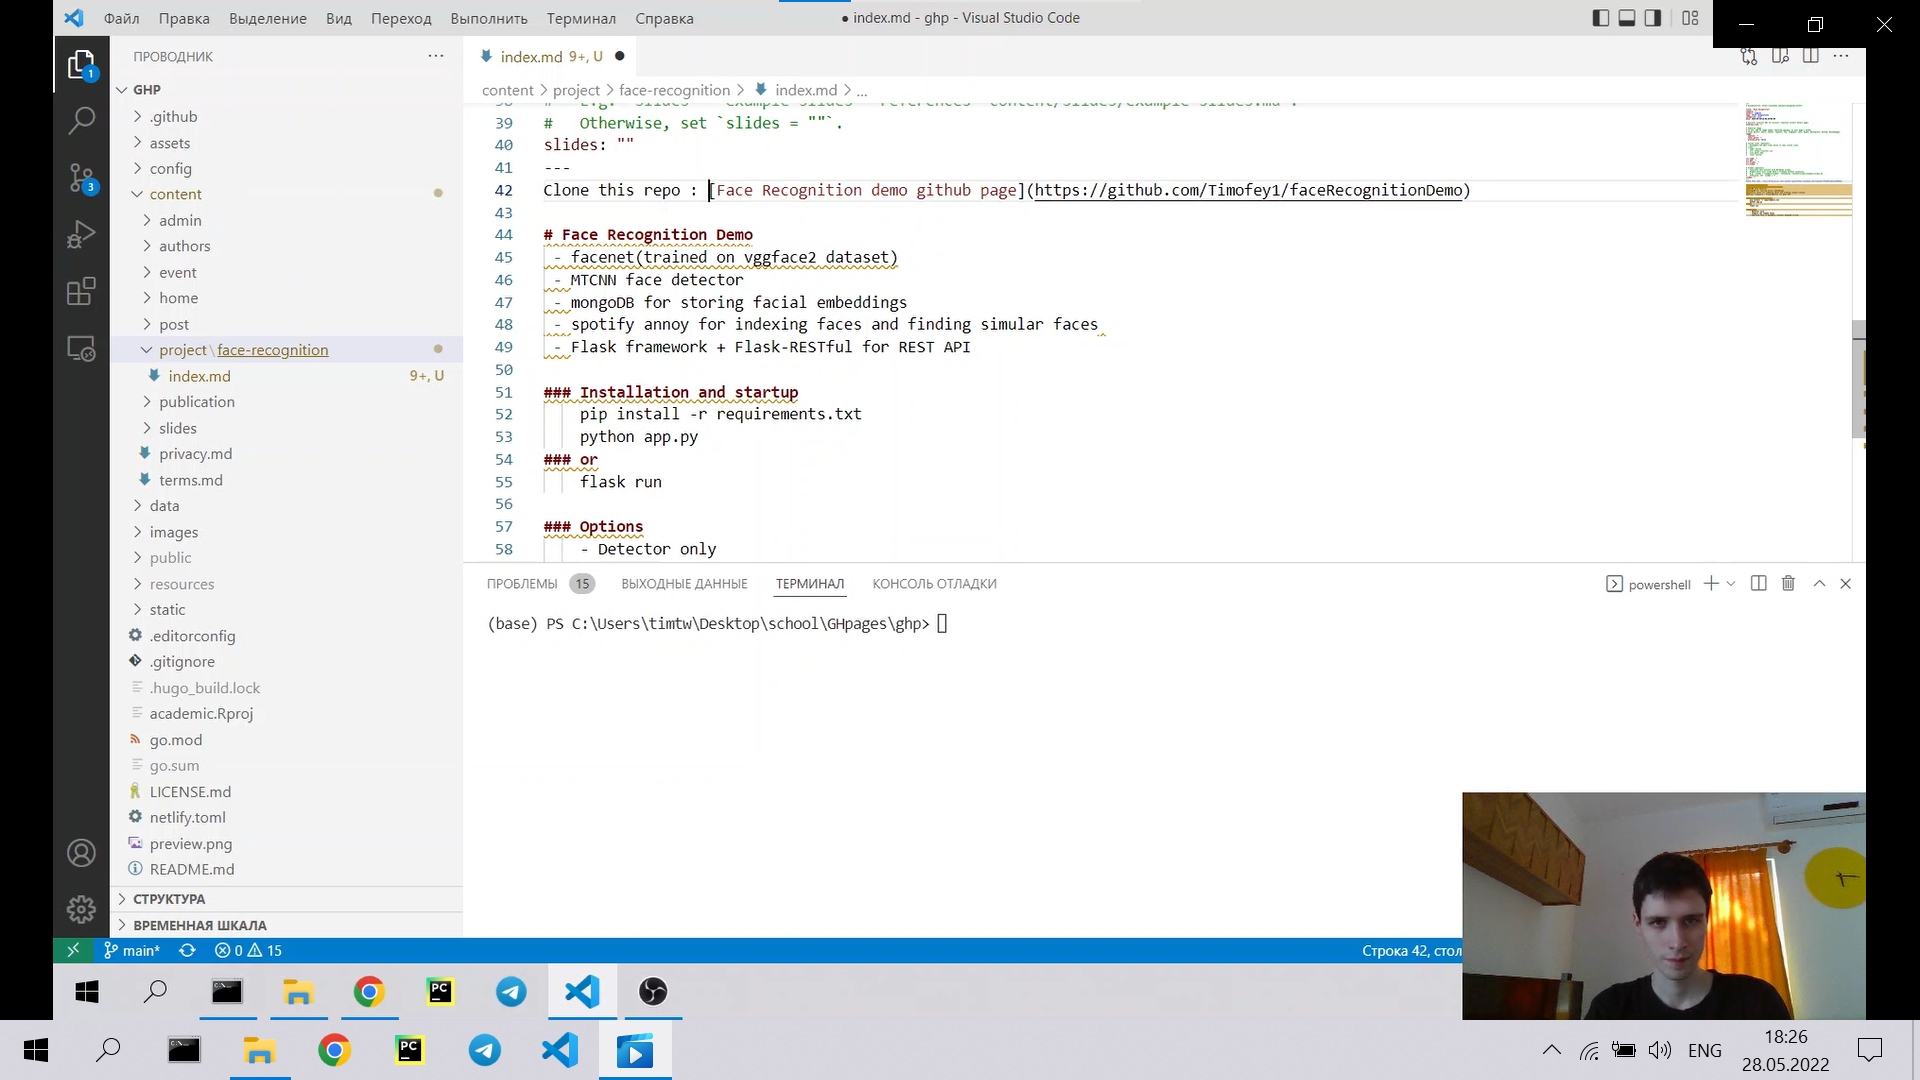 Файл Правка Выделение Вид Переход Выполнить Терминал Справка
● index.md - ghp - Visual Studio Code
ПРОВОДНИК
index.md 9+, U ●
GHP
content > project > face-recognition > index.md > ...
.github
assets
config
content
admin
authors
event
home
post
project\face-recognition
index.md 9+, U
publication
slides
privacy.md
terms.md
data
images
public
resources
static
.editorconfig
.gitignore
.hugo_build.lock
academic.Rproj
go.mod
go.sum
LICENSE.md
netlify.toml
preview.png
README.md
СТРУКТУРА
ВРЕМЕННАЯ ШКАЛА
1
3
39 #   Otherwise, set `slides = ""`.
40 slides: ""
41 ---
42 Clone this repo : [Face Recognition demo github page](https://github.com/Timofey1/faceRecognitionDemo)
43
44 # Face Recognition Demo
45  - facenet(trained on vggface2 dataset)
46  - MTCNN face detector
47  - mongoDB for storing facial embeddings
48  - spotify annoy for indexing faces and finding simular faces
49  - Flask framework + Flask-RESTful for REST API
50
51 ### Installation and startup
52     pip install -r requirements.txt
53     python app.py
54 ### or
55     flask run
56
57 ### Options
58     - Detector only
ПРОБЛЕМЫ 15 ВЫХОДНЫЕ ДАННЫЕ ТЕРМИНАЛ КОНСОЛЬ ОТЛАДКИ
powershell
(base) PS C:\Users\timtw\Desktop\school\GHpages\ghp>
main* 0 15
Строка 42, стол
PC
PC
ENG
18:26
28.05.2022